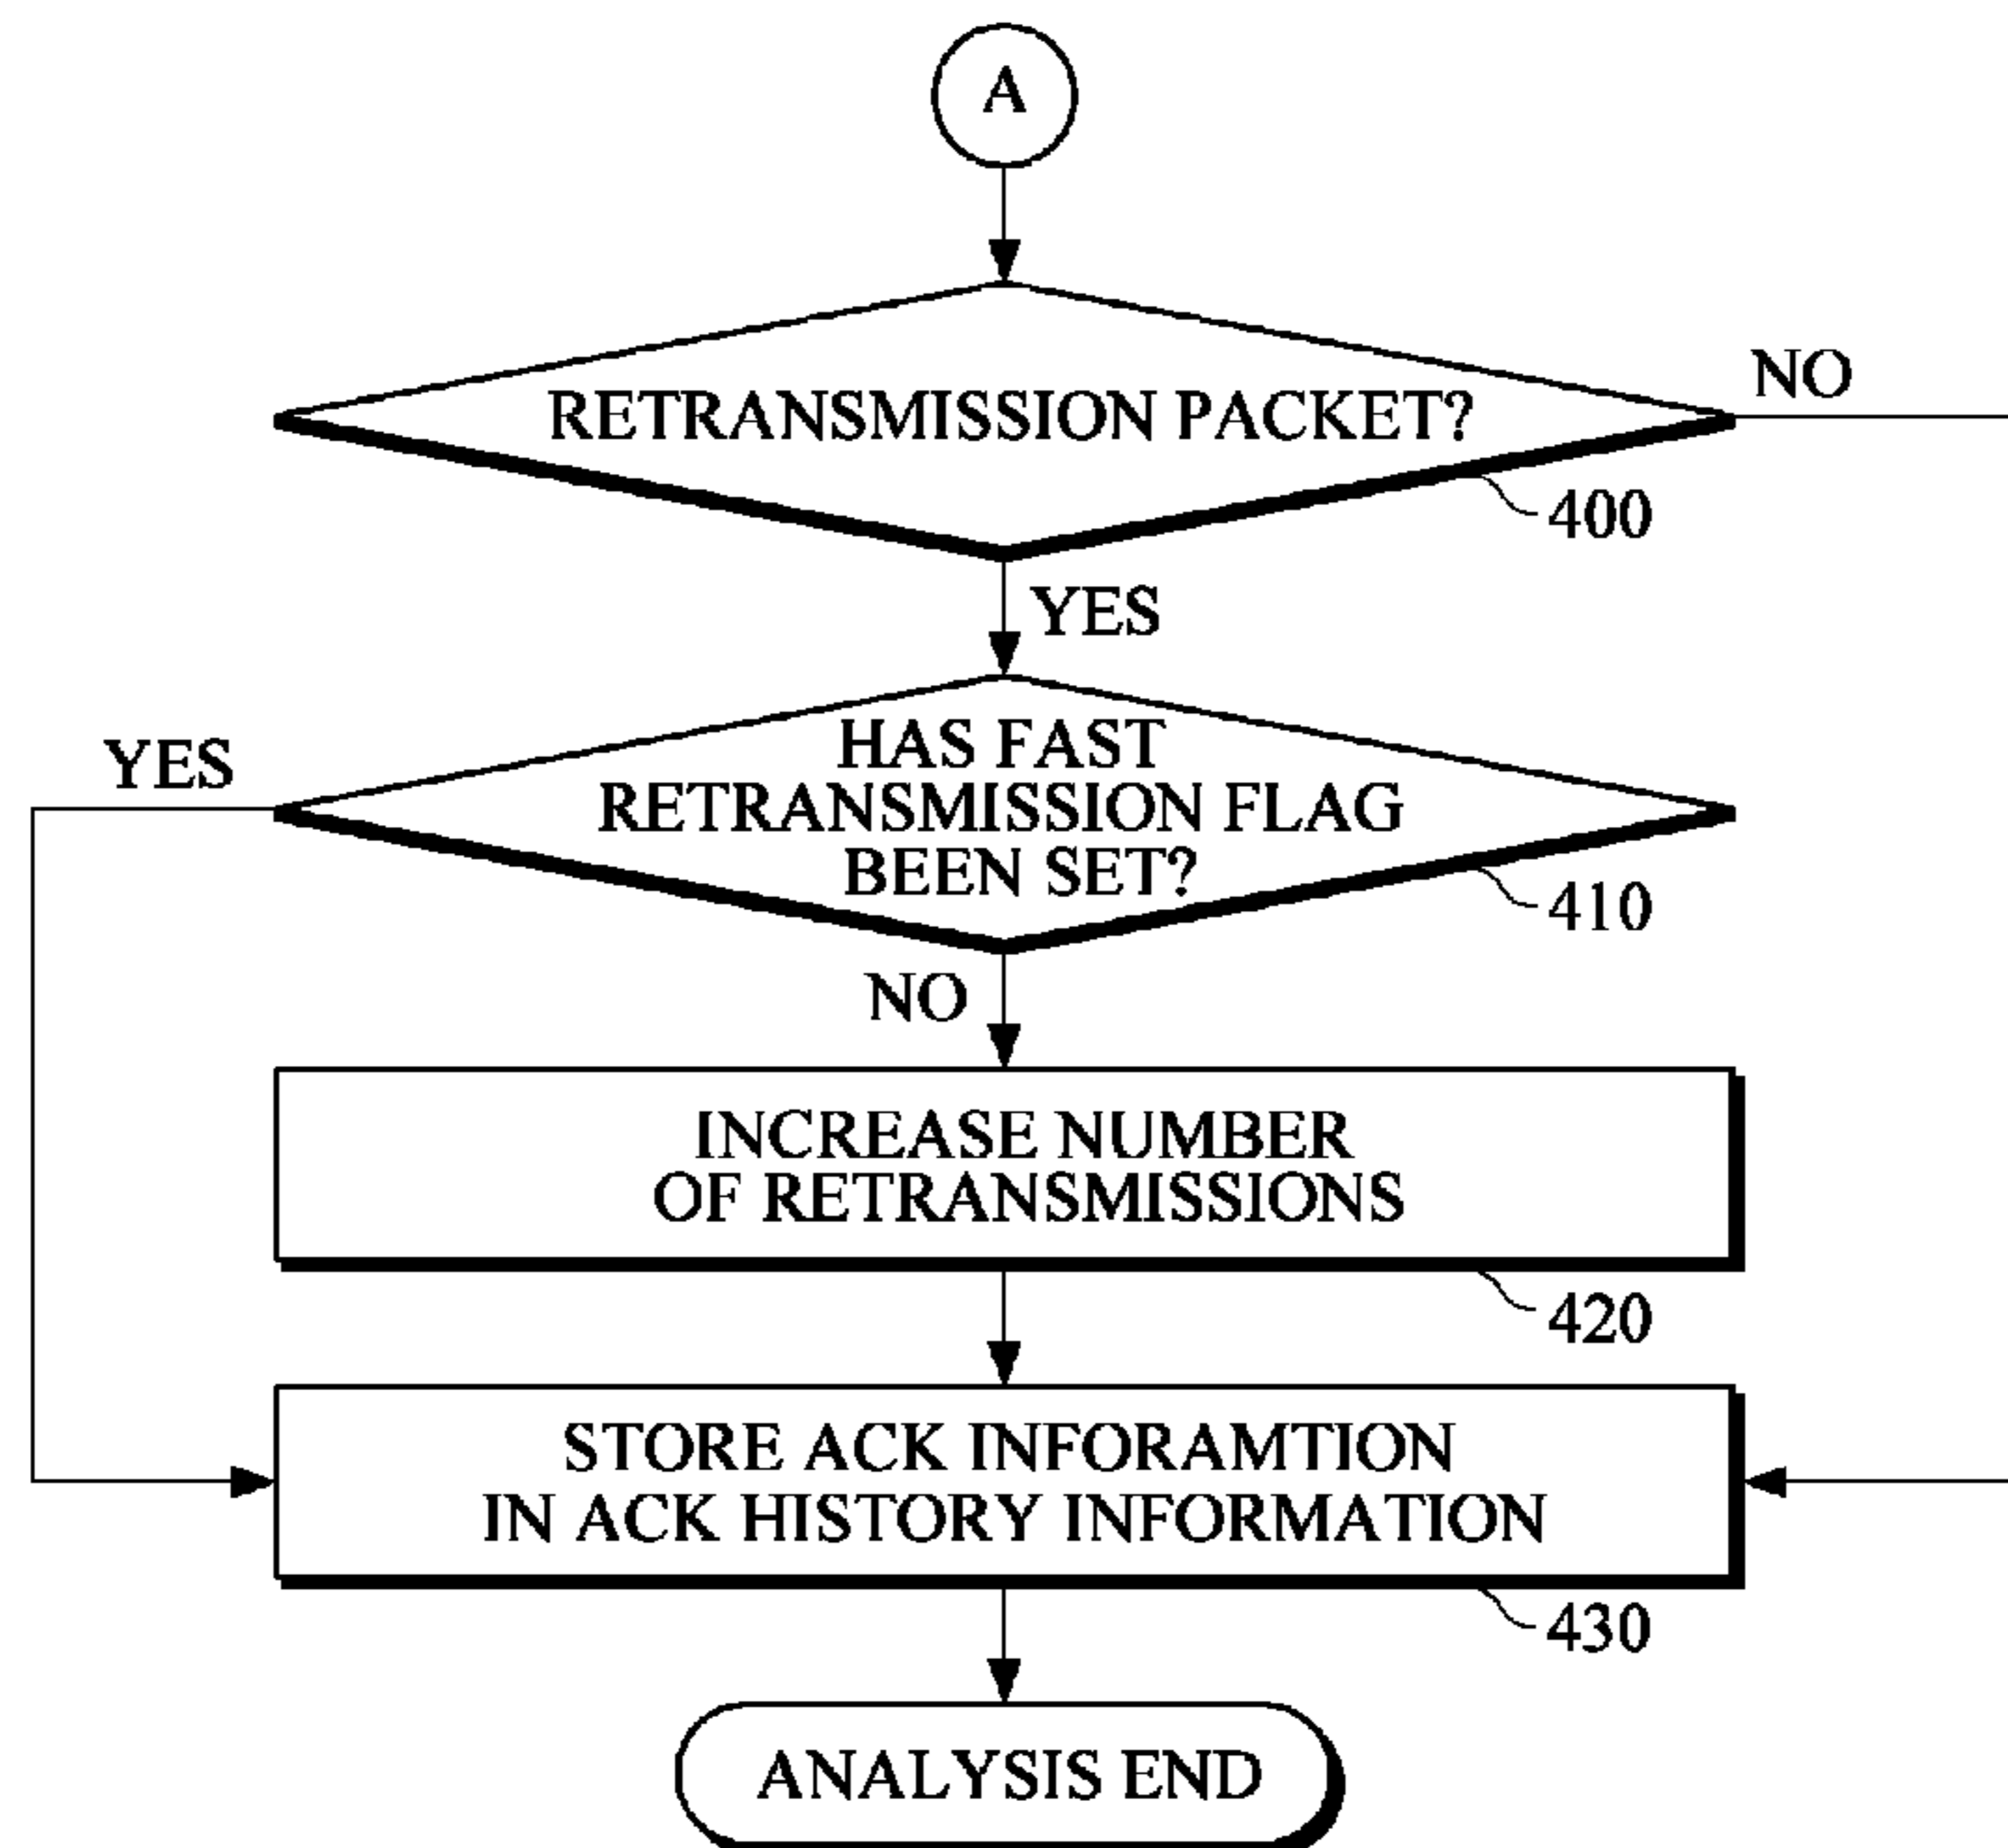 A
RETRANSMISSION PACKET?
NO
400
YES
HAS FAST
RETRANSMISSION FLAG
BEEN SET?
YES
410
NO
INCREASE NUMBER
OF RETRANSMISSIONS
420
STORE ACK INFORAMTION
IN ACK HISTORY INFORMATION
430
ANALYSIS END